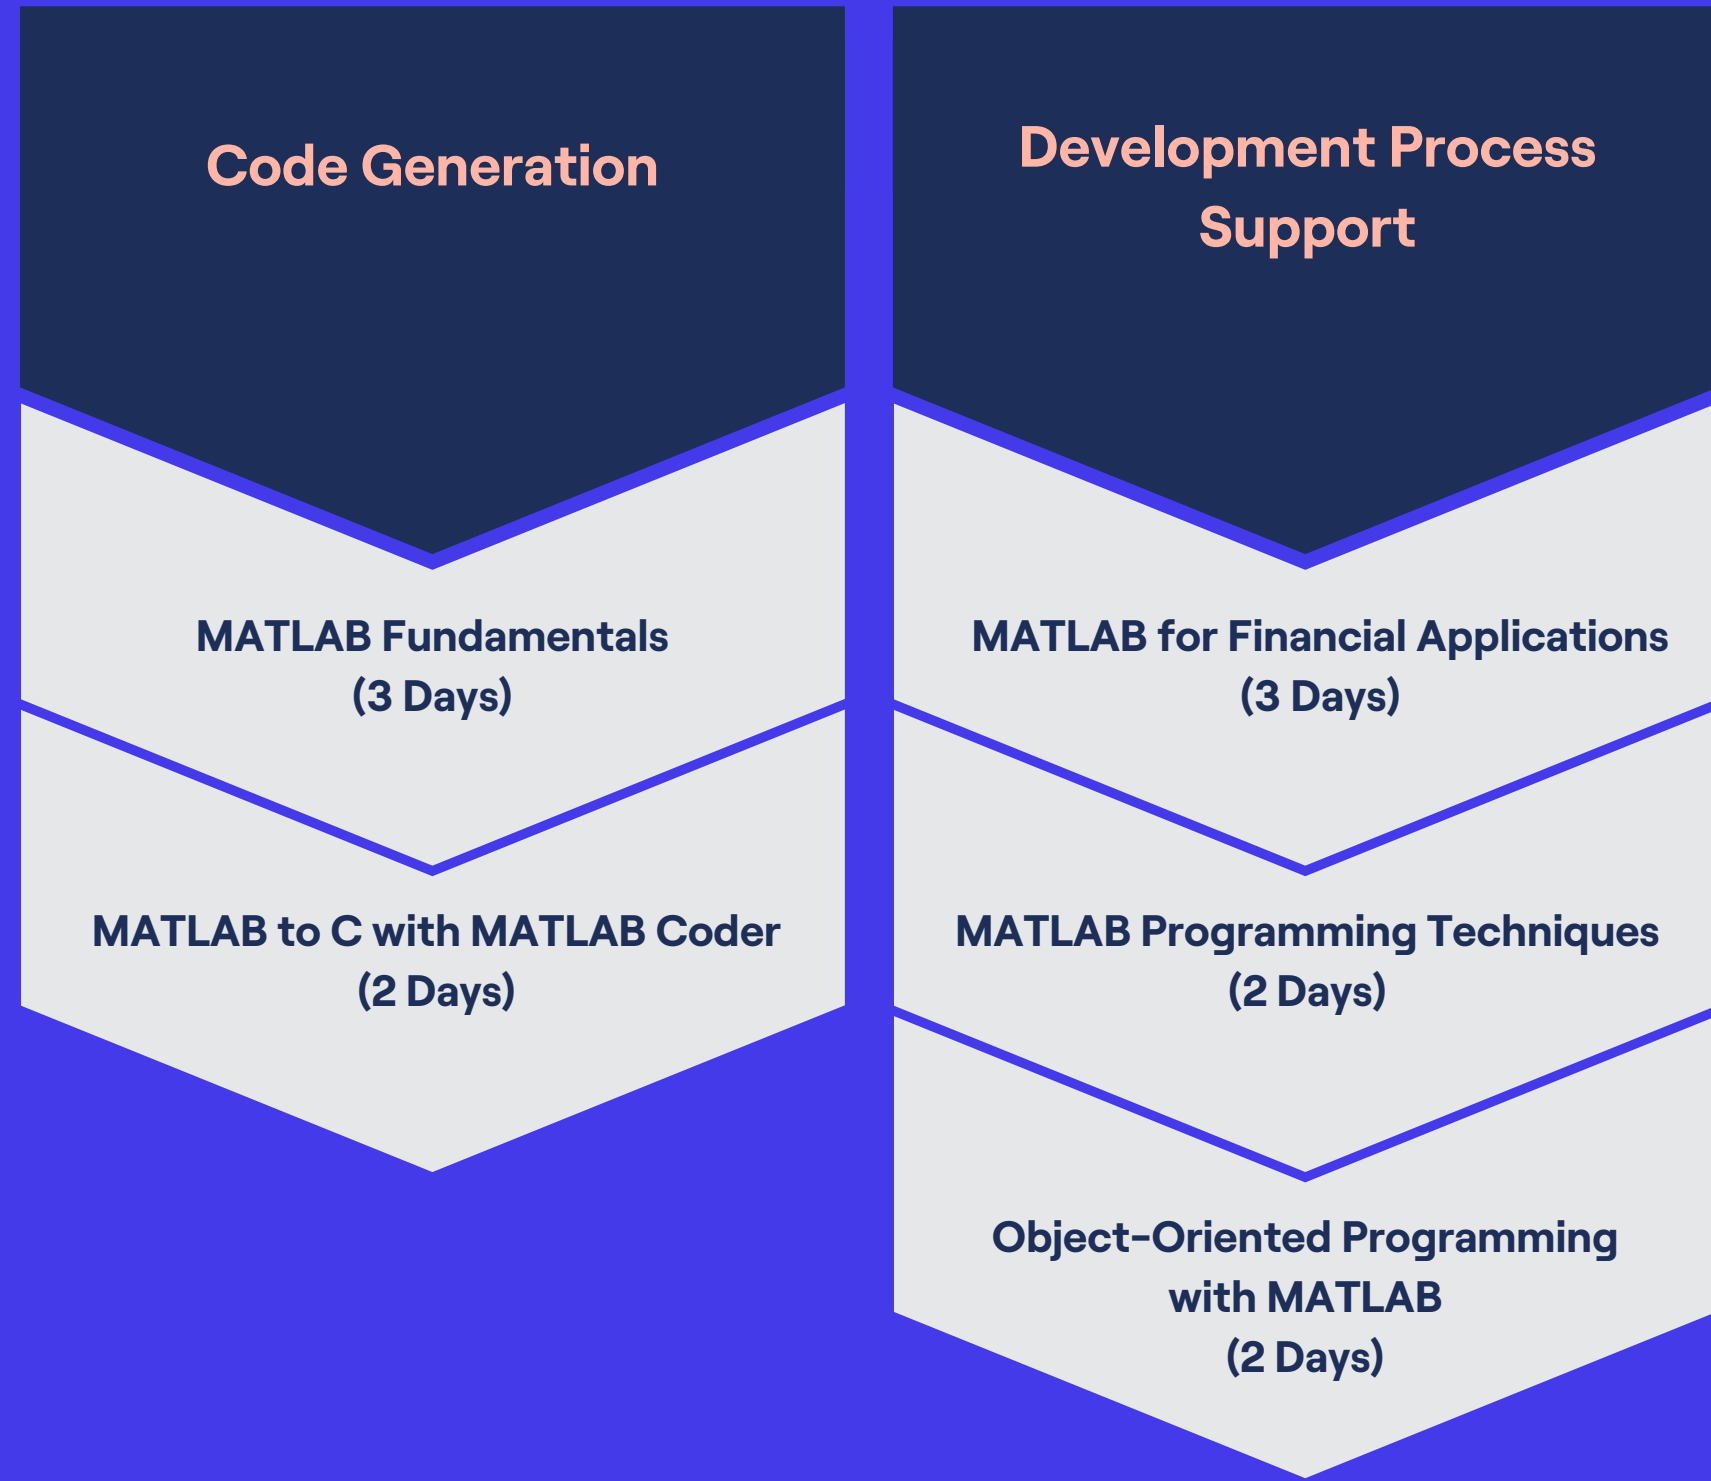 Code Generation
MATLAB Fundamentals
(3 Days)
MATLAB to C with MATLAB Coder
(2 Days)
Development Process
Support
MATLAB for Financial Applications
(3 Days)
MATLAB Programming Techniques
(2 Days)
Object-Oriented Programming
with MATLAB
(2 Days)